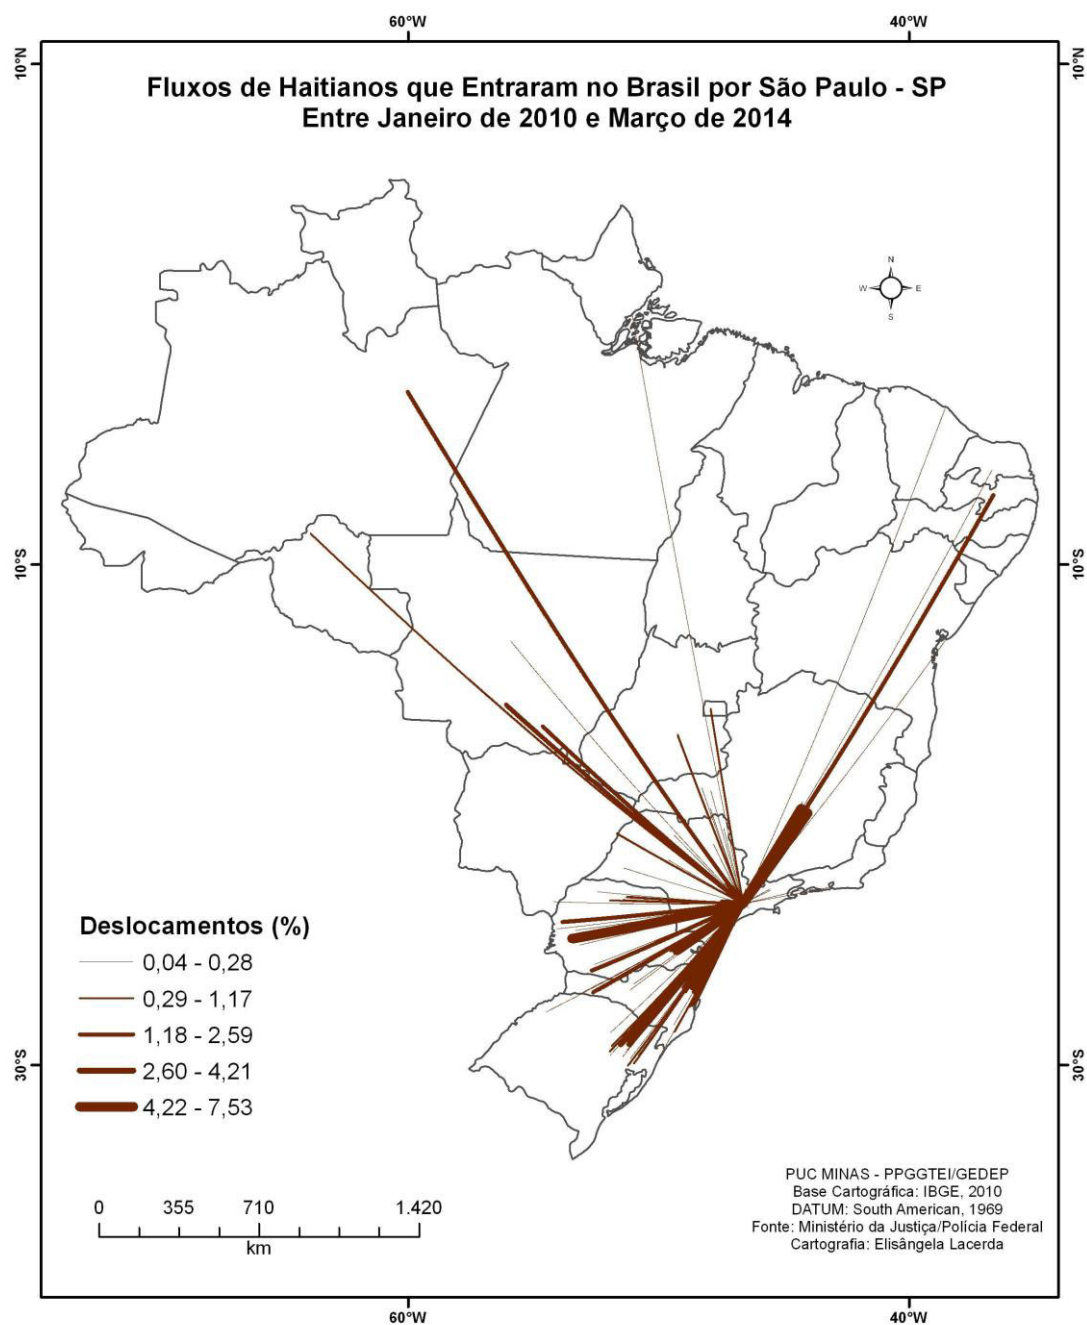 60°W 40°W
10°N 10°N
Fluxos de Haitianos que Entraram no Brasil por São Paulo - SP
Entre Janeiro de 2010 e Março de 2014
N
W E
S
10°S 10°S
Deslocamentos (%)
0,04 - 0,28
0,29 - 1,17
1,18 - 2,59
2,60 - 4,21
4,22 - 7,53
30°S 30°S
0 355 710 1.420
km
PUC MINAS - PPGGTEI/GEDEP
Base Cartográfica: IBGE, 2010
DATUM: South American, 1969
Fonte: Ministério da Justiça/Polícia Federal
Cartografia: Elisângela Lacerda
60°W 40°W